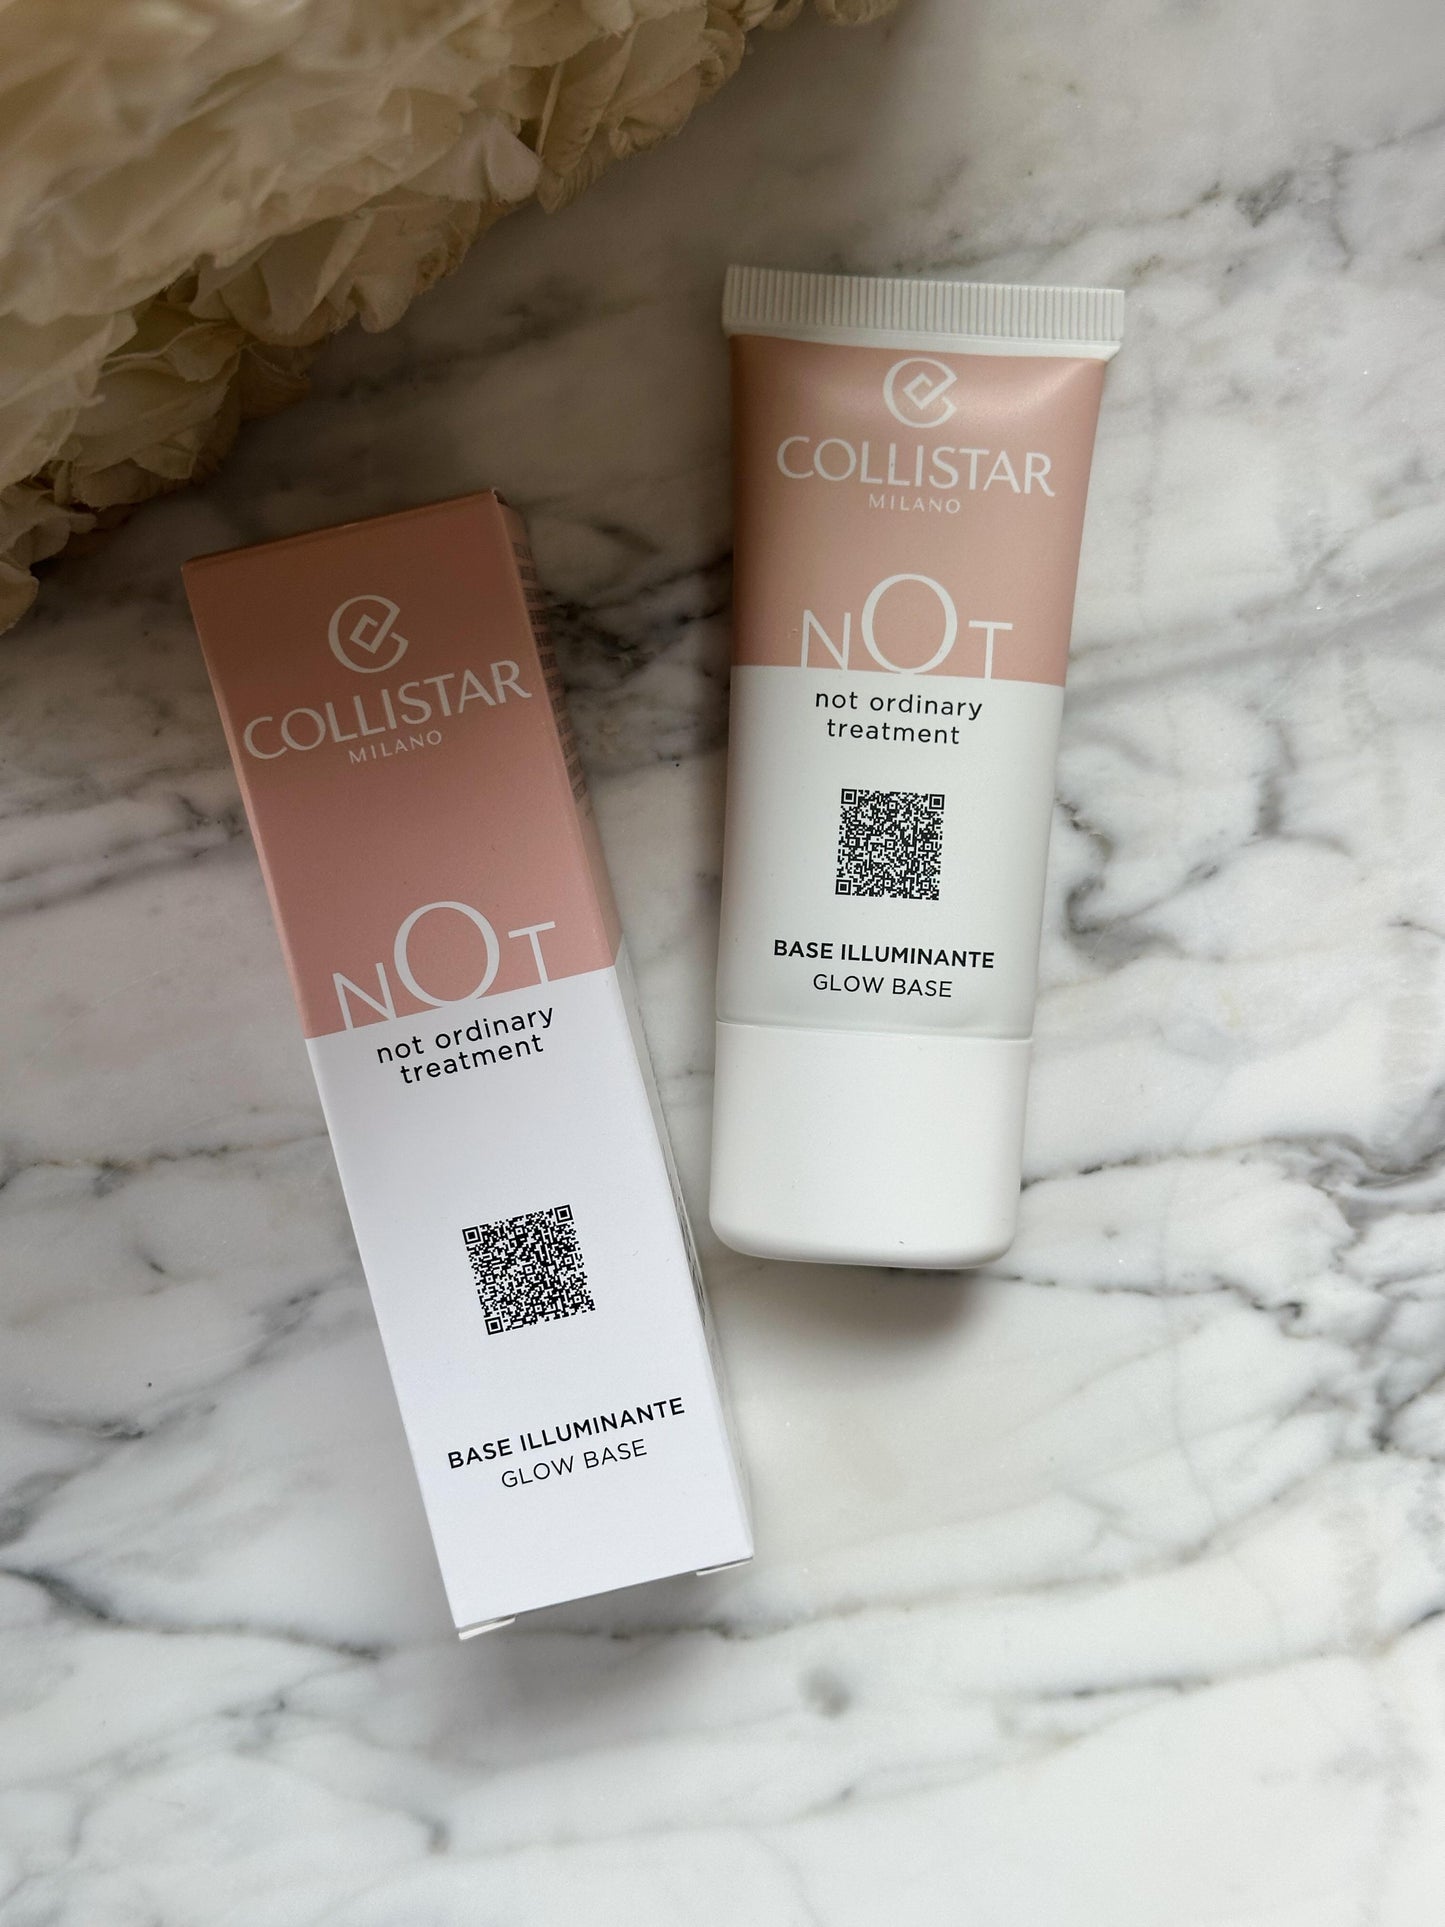 COLLISTAR
MILANO
NOT
not ordinary
treatment
BASE ILLUMINANTE
GLOW BASE
COLLISTAR
MILANO
NOT
not ordinary
treatment
BASE ILLUMINANTE
GLOW BASE